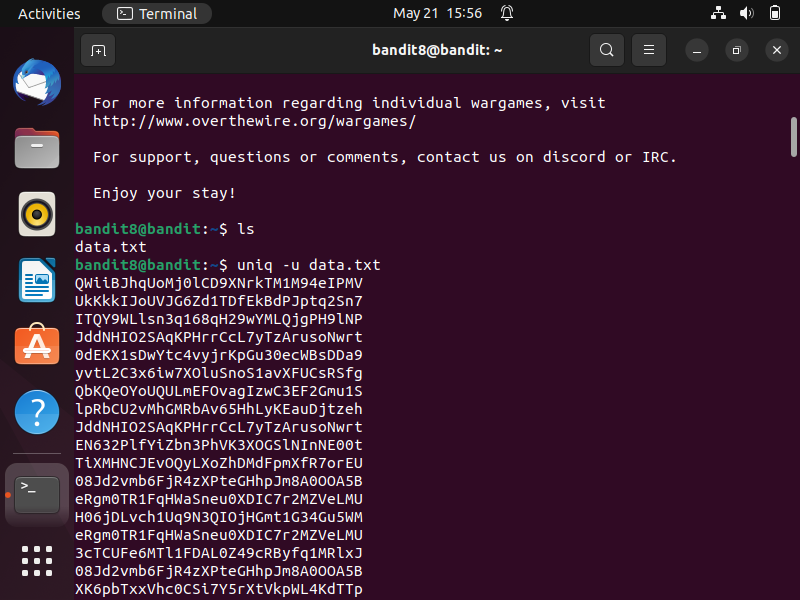 Activities
Terminal
May 21 15:56
bandit8@bandit: ~
For more information regarding individual wargames, visit
http://www.overthewire.org/wargames/
For support, questions or comments, contact us on discord or IRC.
Enjoy your stay!
bandit8@bandit:~$ ls
data.txt
bandit8@bandit:~$ uniq -u data.txt
QWiiBJhqUoMj0lCD9XNrkTM1M94eIPMV
UkKkkIJoUVJG6Zd1TDfEkBdPJptq2Sn7
ITQY9WLlsn3q168qH29wYMLQjgPH9lNP
JddNHIO2SAqKPHrrCcL7yTzArusoNwrt
0dEKX1sDwYtc4vyjrKpGu30ecWBsDDa9
yvtL2C3x6iw7XOluSnoS1avXFUCsRSfg
QbKQeOYoUQULmEFOvagIzwC3EF2Gmu1S
lpRbCU2vMhGMRbAv65HhLyKEauDjtzeh
JddNHIO2SAqKPHrrCcL7yTzArusoNwrt
EN632PlfYiZbn3PhVK3XOGSlNInNE00t
TiXMHNCJEvOQyLXoZhDMdFpmXfR7orEU
08Jd2vmb6FjR4zXPteGHhpJm8A0OOA5B
eRgm0TR1FqHWaSneu0XDIC7r2MZVeLMU
H06jDLvch1Uq9N3QIOjHGmt1G34Gu5WM
eRgm0TR1FqHWaSneu0XDIC7r2MZVeLMU
3cTCUFe6MTl1FDAL0Z49cRByfq1MRlxJ
08Jd2vmb6FjR4zXPteGHhpJm8A0OOA5B
XK6pbTxxVhc0CSi7Y5rXtVkpWL4KdTTp